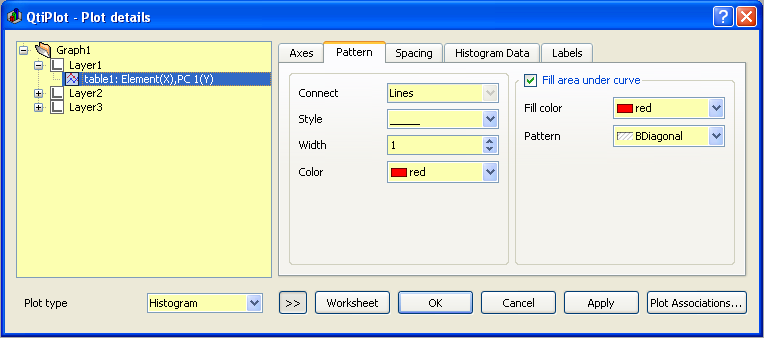 QtiPlot - Plot details
Graph1
Layer1
table1: Element(X),PC 1(Y)
Layer2
Layer3
Axes Pattern Spacing Histogram Data Labels
Connect Lines
Style
Width 1
Color red
Fill area under curve
Fill color red
Pattern BDiagonal
Plot type Histogram >> Worksheet OK Cancel Apply Plot Associations...